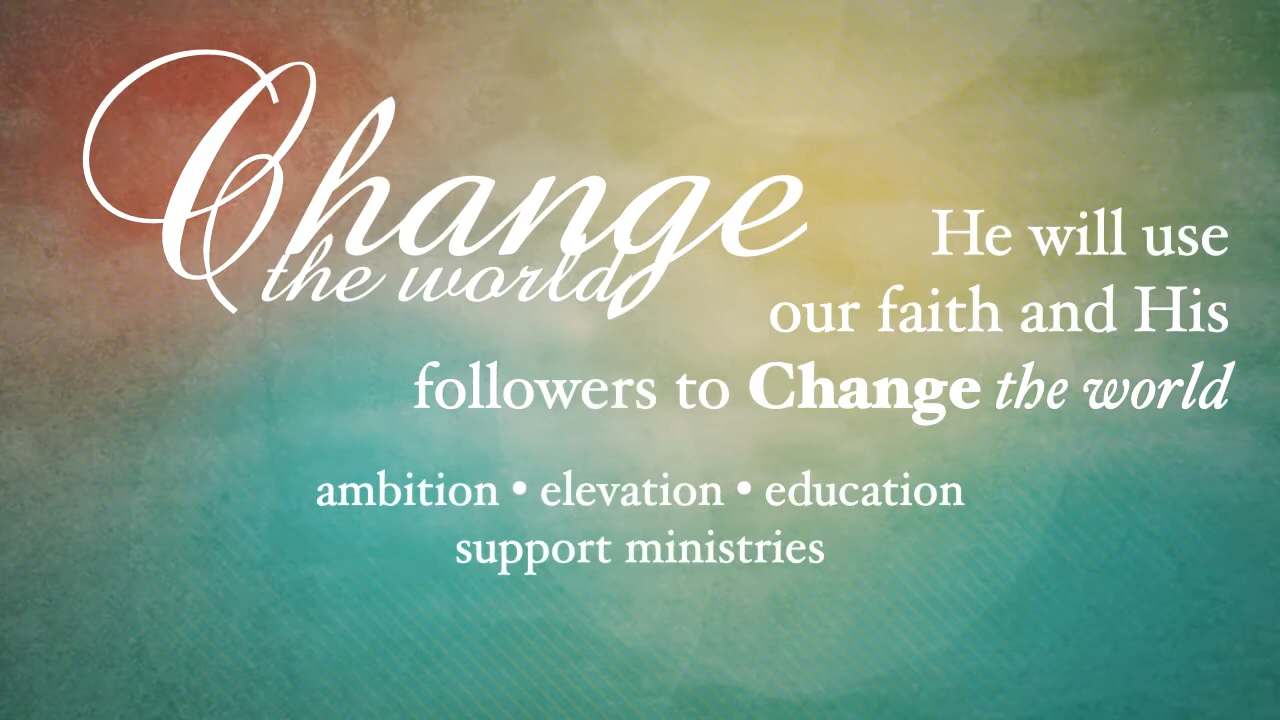 Change
the world
He will use
our faith and His
followers to Change the world
ambition • elevation • education
support ministries